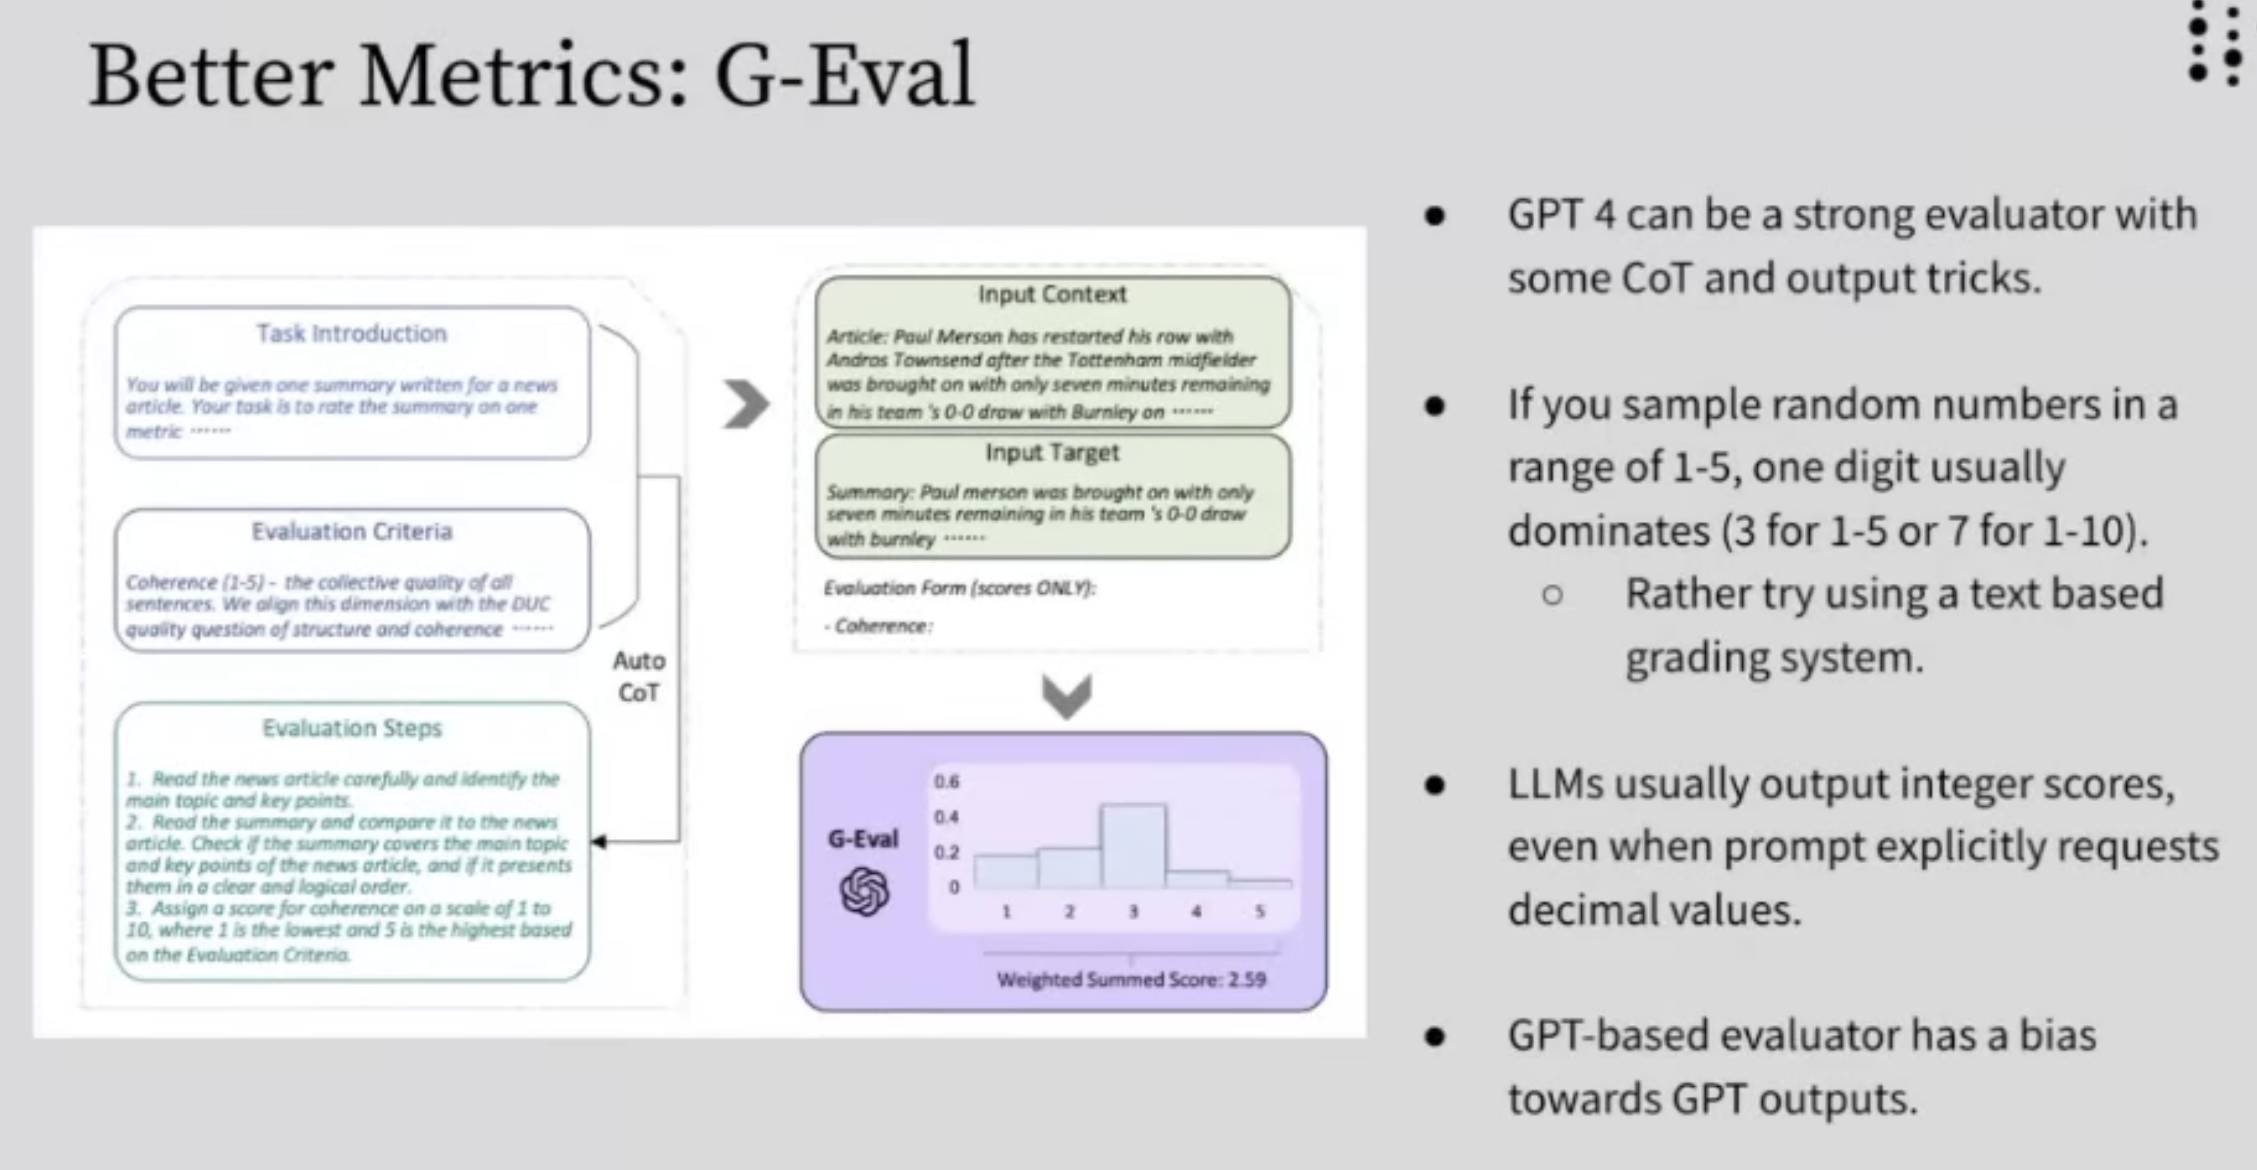 Better Metrics: G-Eval
Task Introduction
You will be given one summary written for a news
article. Your task is to rate the summary on one
metric ······
Evaluation Criteria
Coherence (1-5) - the collective quality of all
sentences. We align this dimension with the DUC
quality question of structure and coherence ······
Auto
CoT
Evaluation Steps
1. Read the news article carefully and identify the
main topic and key points.
2. Read the summary and compare it to the news
article. Check if the summary covers the main topic
and key points of the news article, and if it presents
them in a clear and logical order.
3. Assign a score for coherence on a scale of 1 to
10, where 1 is the lowest and 5 is the highest based
on the Evaluation Criteria.
Input Context
Article: Paul Merson has restarted his row with
Andros Townsend after the Tottenham midfielder
was brought on with only seven minutes remaining
in his team 's 0-0 draw with Burnley on ······
Input Target
Summary: Paul merson was brought on with only
seven minutes remaining in his team 's 0-0 draw
with burnley ······
Evaluation Form (scores ONLY):
- Coherence:
G-Eval
0.6
0.4
0.2
0
1 2 3 4 5
Weighted Summed Score: 2.59
● GPT 4 can be a strong evaluator with
some CoT and output tricks.
● If you sample random numbers in a
range of 1-5, one digit usually
dominates (3 for 1-5 or 7 for 1-10).
○ Rather try using a text based
grading system.
● LLMs usually output integer scores,
even when prompt explicitly requests
decimal values.
● GPT-based evaluator has a bias
towards GPT outputs.